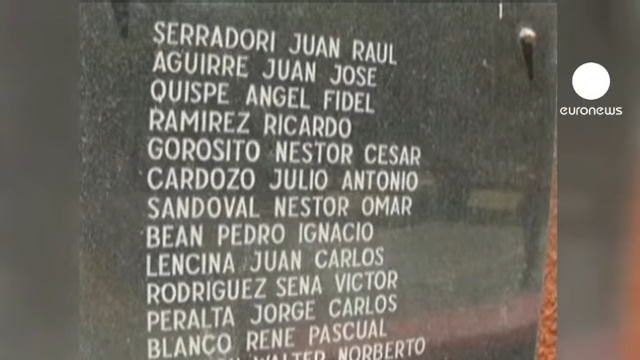 SERRADORI JUAN RAUL
AGUIRRE JUAN JOSE
QUISPE ANGEL FIDEL
RAMIREZ RICARDO
GOROSITO NESTOR CESAR
CARDOZO JULIO ANTONIO
SANDOVAL NESTOR OMAR
BEAN PEDRO IGNACIO
LENCINA JUAN CARLOS
RODRIGUEZ SENA VICTOR
PERALTA JORGE CARLOS
BLANCO RENE PASCUAL
WALTER NORBERTO
euronews